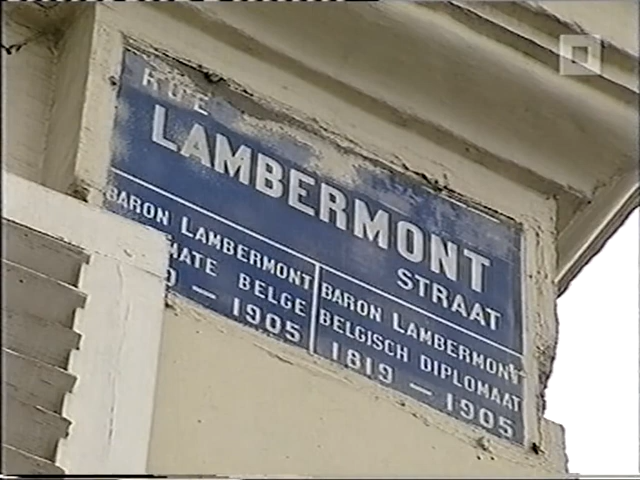 RUE
LAMBERMONT
STRAAT
BARON LAMBERMONT
BELGE
1905
BARON LAMBERMONT
BELGISCH DIPLOMAAT
1819 — 1905